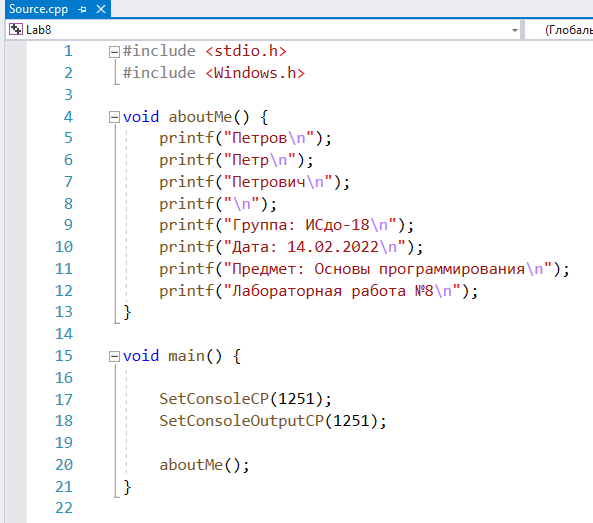 Source.cpp
Lab8 (Глобаль
1 #include <stdio.h>
2 #include <Windows.h>
3
4 void aboutMe() {
5 printf("Петров\n");
6 printf("Петр\n");
7 printf("Петрович\n");
8 printf("\n");
9 printf("Группа: ИСдо-18\n");
10 printf("Дата: 14.02.2022\n");
11 printf("Предмет: Основы программирования\n");
12 printf("Лабораторная работа №8\n");
13 }
14
15 void main() {
16
17 SetConsoleCP(1251);
18 SetConsoleOutputCP(1251);
19
20 aboutMe();
21 }
22